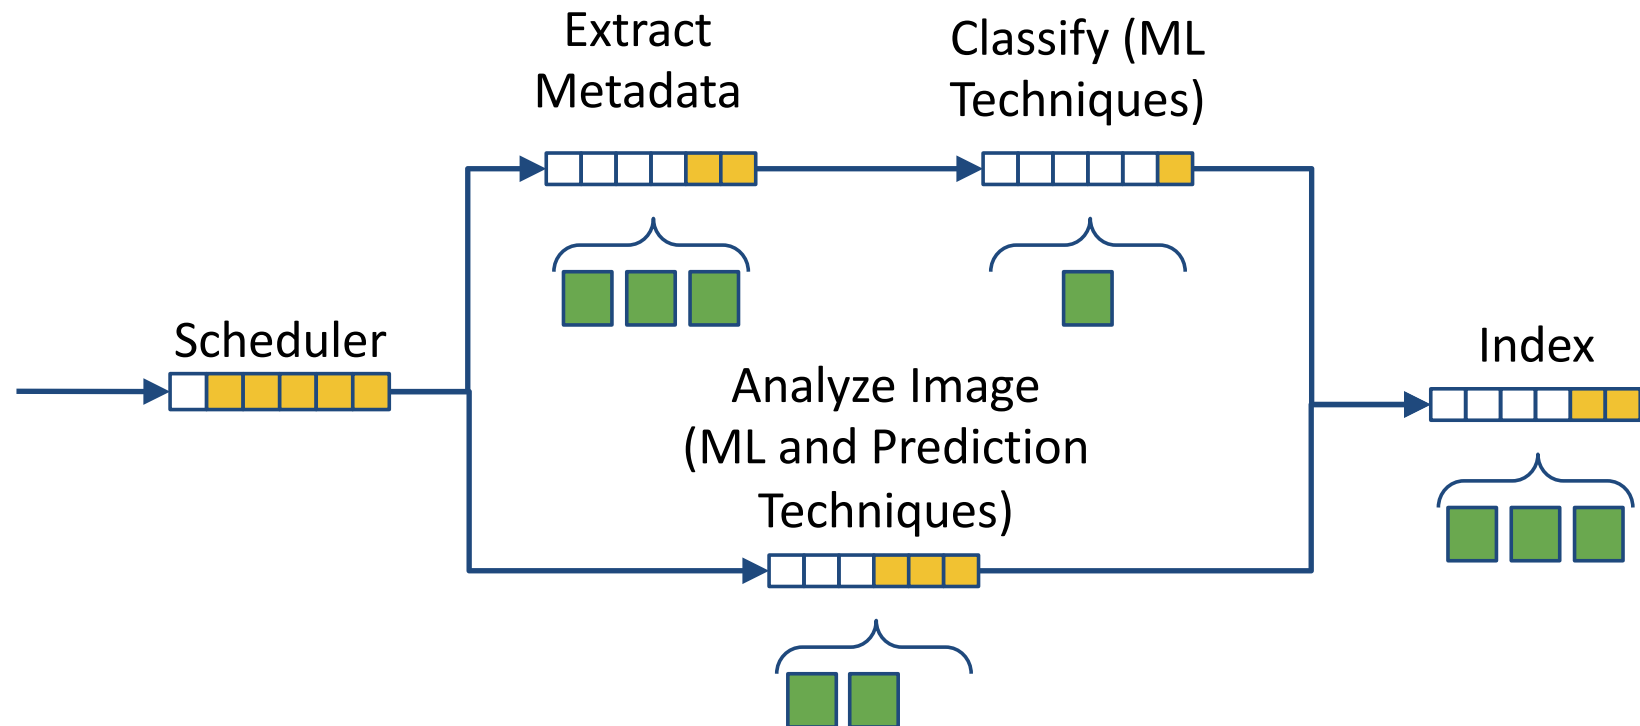 Extract
Metadata
Classify (ML
Techniques)
Scheduler
Analyze Image
(ML and Prediction
Techniques)
Index